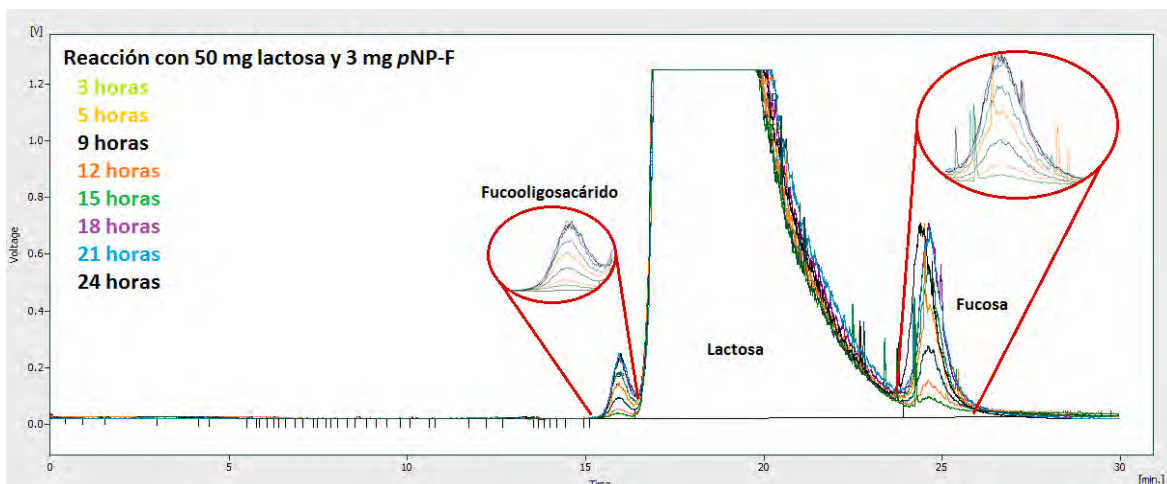 [V]
Reacción con 50 mg lactosa y 3 mg pNP-F
3 horas
5 horas
9 horas
12 horas
15 horas
18 horas
21 horas
24 horas
Fucooligosacárido
Lactosa
Fucosa
Voltage
1.2
1.0
0.8
0.6
0.4
0.2
0.0
0
5
10
15
20
25
30
Time
[min.]